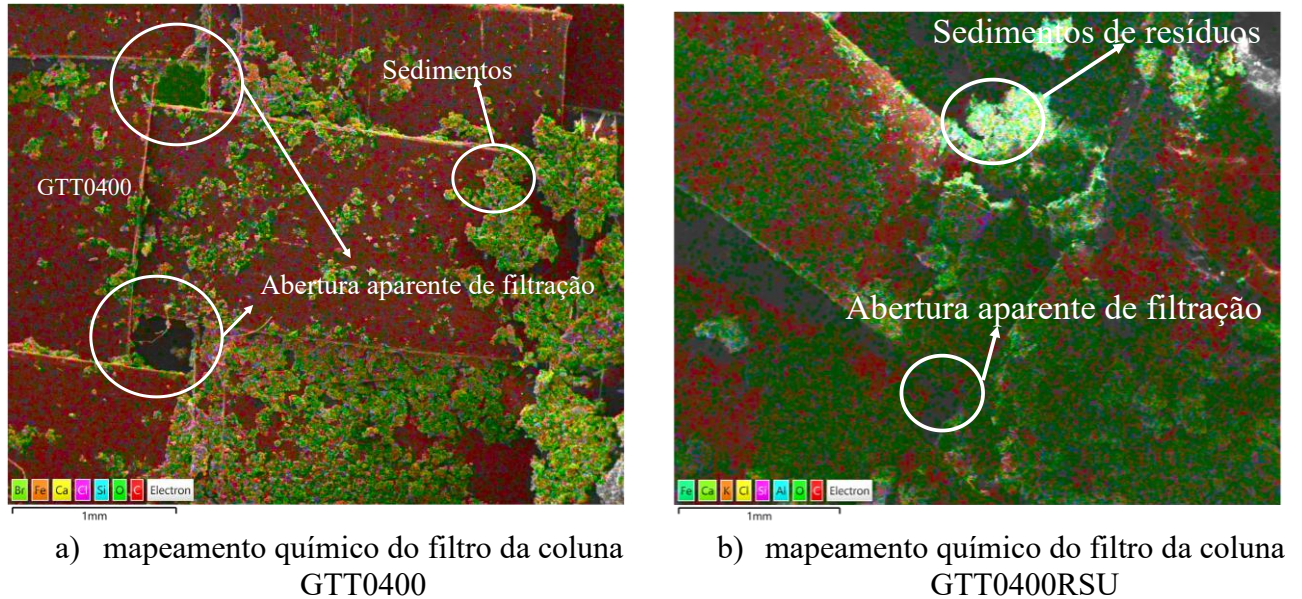 Sedimentos
GTT0400
Abertura aparente de filtração
Br Fe Ca Cl Si O C Electron
1mm
a) mapeamento químico do filtro da coluna
GTT0400
Sedimentos de resíduos
Abertura aparente de filtração
Fe Ca K Cl Si Al O C Electron
1mm
b) mapeamento químico do filtro da coluna
GTT0400RSU